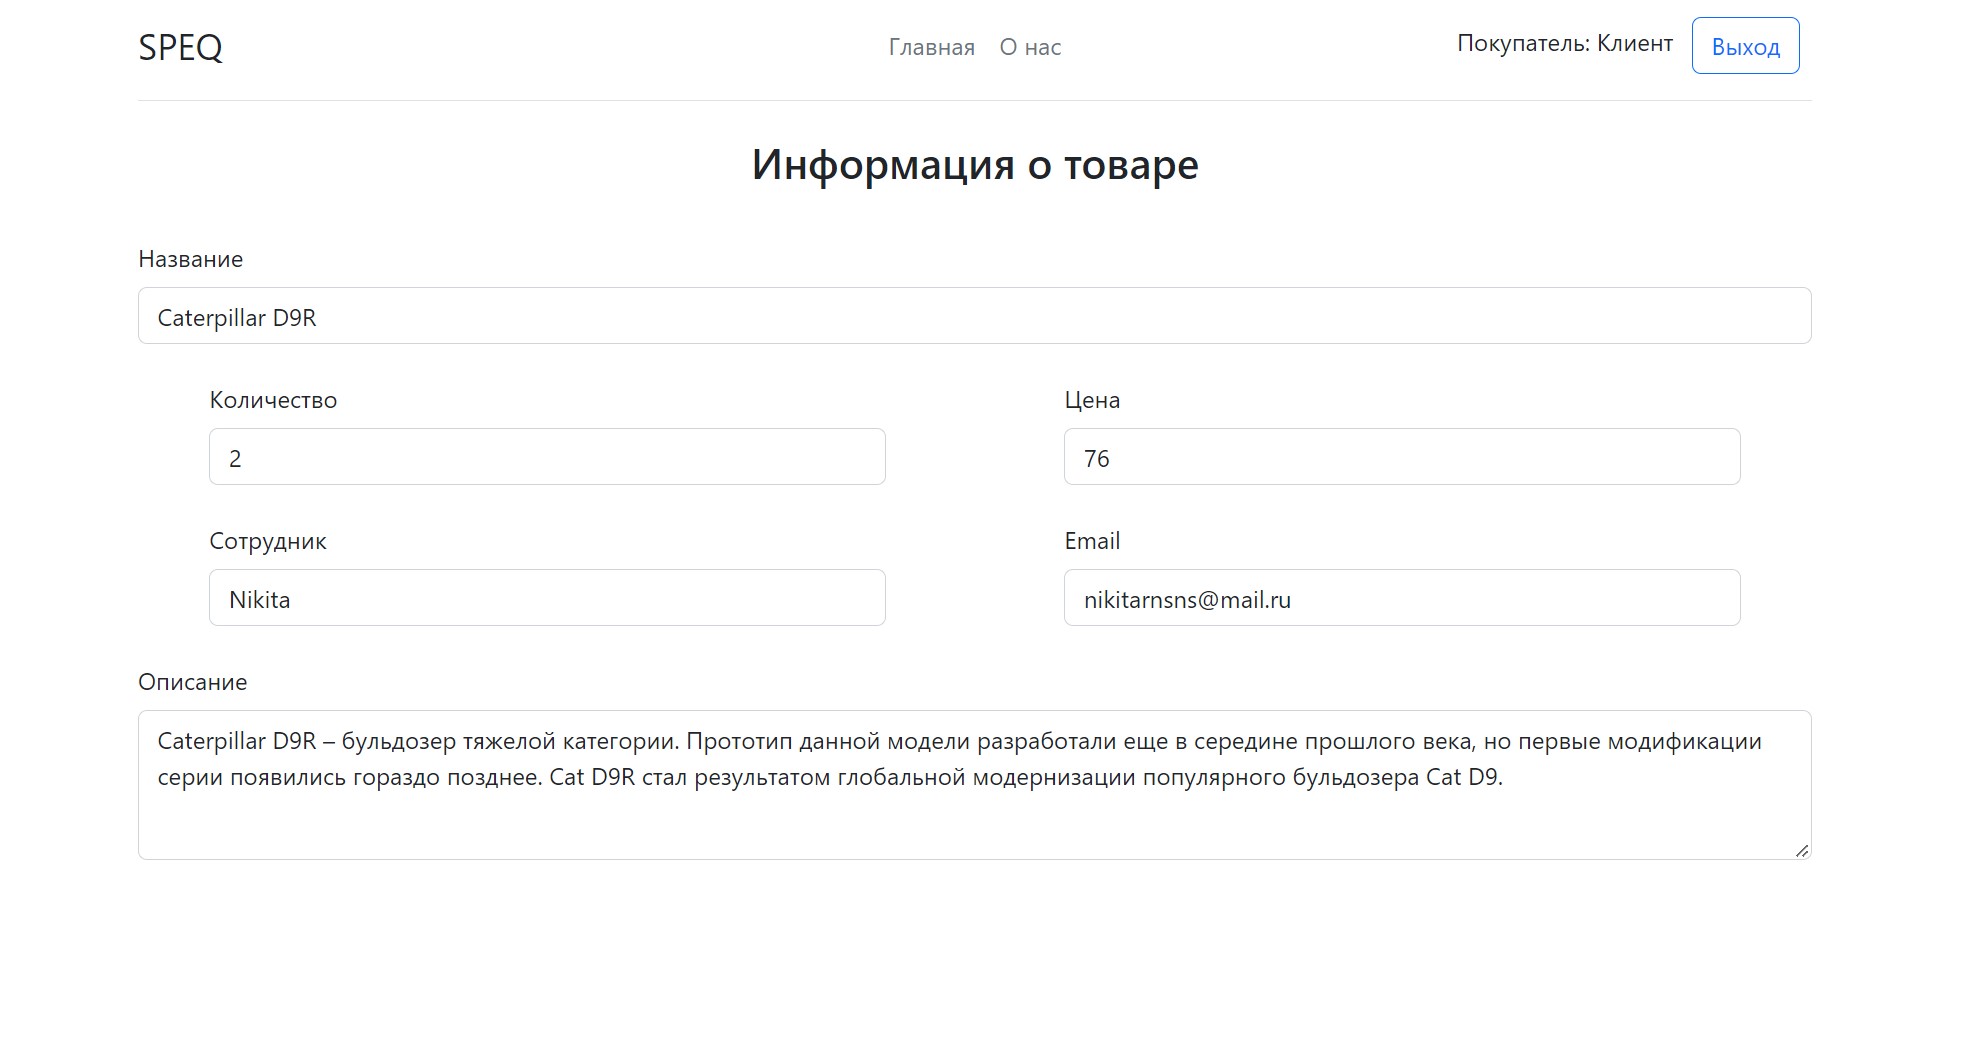 SPEQ
Главная О нас
Покупатель: Клиент
Выход
Информация о товаре
Название
Caterpillar D9R
Количество
2
Цена
76
Сотрудник
Nikita
Email
nikitarnsns@mail.ru
Описание
Caterpillar D9R – бульдозер тяжелой категории. Прототип данной модели разработали еще в середине прошлого века, но первые модификации
серии появились гораздо позднее. Cat D9R стал результатом глобальной модернизации популярного бульдозера Cat D9.